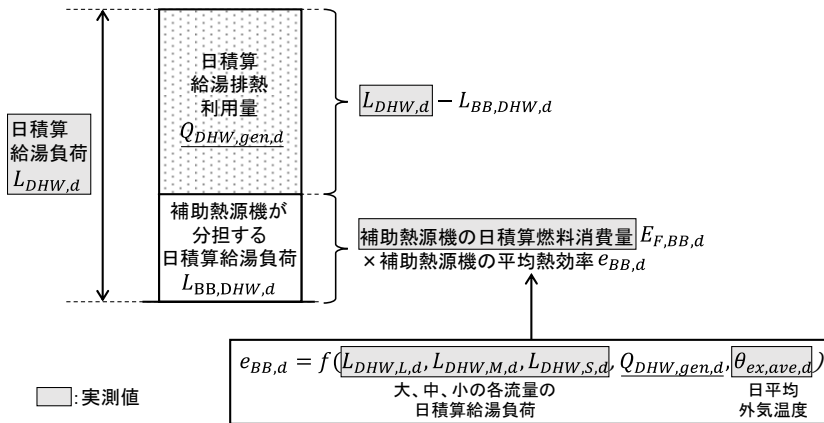 日積算
給湯負荷
L_{DHW,d}
日積算
給湯排熱
利用量
Q_{DHW,gen,d}
L_{DHW,d} − L_{BB,DHW,d}
補助熱源機が
分担する
日積算給湯負荷
L_{BB,DHW,d}
補助熱源機の日積算燃料消費量 E_{F,BB,d}
×補助熱源機の平均熱効率 e_{BB,d}
e_{BB,d} = f(L_{DHW,L,d}, L_{DHW,M,d}, L_{DHW,S,d}, Q_{DHW,gen,d}, θ_{ex,ave,d})
大、中、小の各流量の
日積算給湯負荷
日平均
外気温度
:実測値